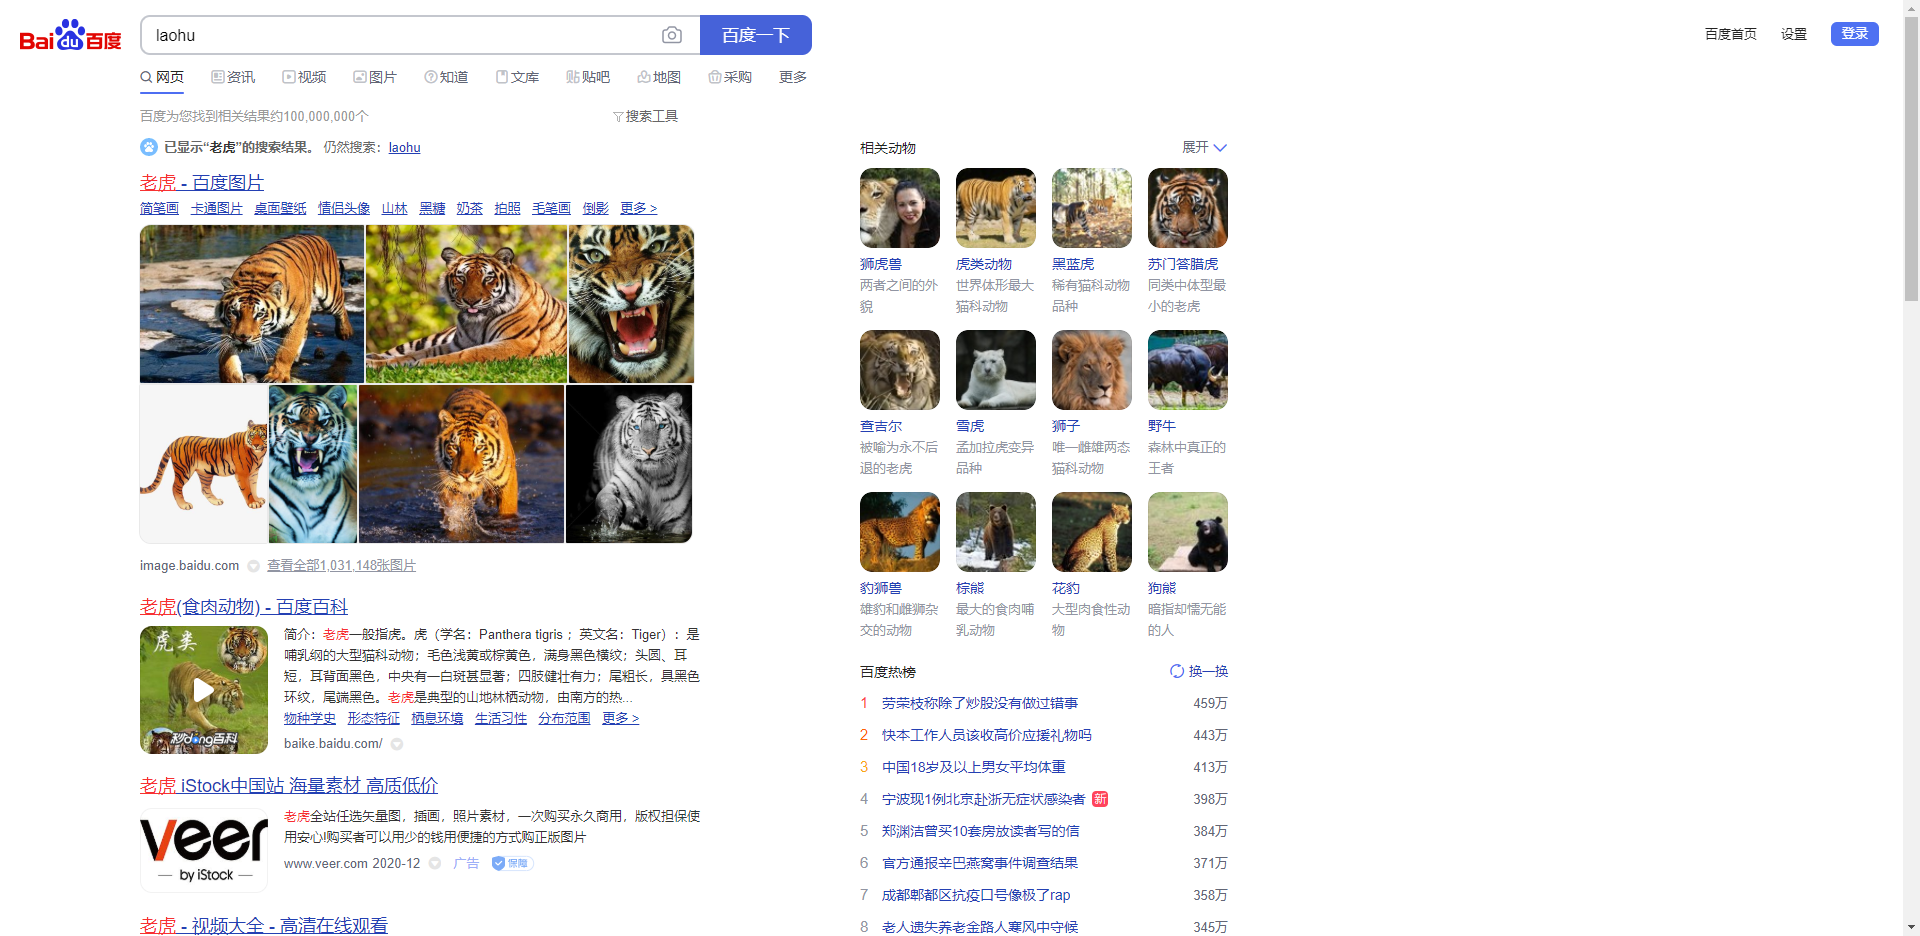 Bai du 百度
laohu
百度一下
百度首页 设置 登录
网页 资讯 视频 图片 知道 文库 贴吧 地图 采购 更多
百度为您找到相关结果约100,000,000个
搜索工具
已显示“老虎”的搜索结果。 仍然搜索：laohu
老虎 - 百度图片
简笔画 卡通图片 桌面壁纸 情侣头像 山林 黑糖 奶茶 拍照 毛笔画 倒影 更多 >
image.baidu.com 查看全部1,031,148张图片
老虎(食肉动物) - 百度百科
虎类
秒dong百科
简介：老虎一般指虎。虎（学名：Panthera tigris ；英文名：Tiger）：是
哺乳纲的大型猫科动物；毛色浅黄或棕黄色，满身黑色横纹；头圆、耳
短，耳背面黑色，中央有一白斑甚显著；四肢健壮有力；尾粗长，具黑色
环纹，尾端黑色。老虎是典型的山地林栖动物，由南方的热...
物种学史 形态特征 栖息环境 生活习性 分布范围 更多 >
baike.baidu.com/
老虎 iStock中国站 海量素材 高质低价
veer
by iStock
老虎全站任选矢量图，插画，照片素材，一次购买永久商用，版权担保使
用安心!购买者可以用少的钱用便捷的方式购正版图片
www.veer.com 2020-12 广告 保障
老虎 - 视频大全 - 高清在线观看
相关动物 展开
狮虎兽 虎类动物 黑蓝虎 苏门答腊虎
两者之间的外 世界体形最大 稀有猫科动物 同类中体型最
貌 猫科动物 品种 小的老虎
查吉尔 雪虎 狮子 野牛
被喻为永不后 孟加拉虎变异 唯一雌雄两态 森林中真正的
退的老虎 品种 猫科动物 王者
豹狮兽 棕熊 花豹 狗熊
雄豹和雌狮杂 最大的食肉哺 大型肉食性动 暗指却懦无能
交的动物 乳动物 物 的人
百度热榜 换一换
1 劳荣枝称除了炒股没有做过错事 459万
2 快本工作人员该收高价应援礼物吗 443万
3 中国18岁及以上男女平均体重 413万
4 宁波现1例北京赴浙无症状感染者 新 398万
5 郑渊洁曾买10套房放读者写的信 384万
6 官方通报辛巴燕窝事件调查结果 371万
7 成都郫都区抗疫口号像极了rap 358万
8 老人遗失养老金路人寒风中守候 345万